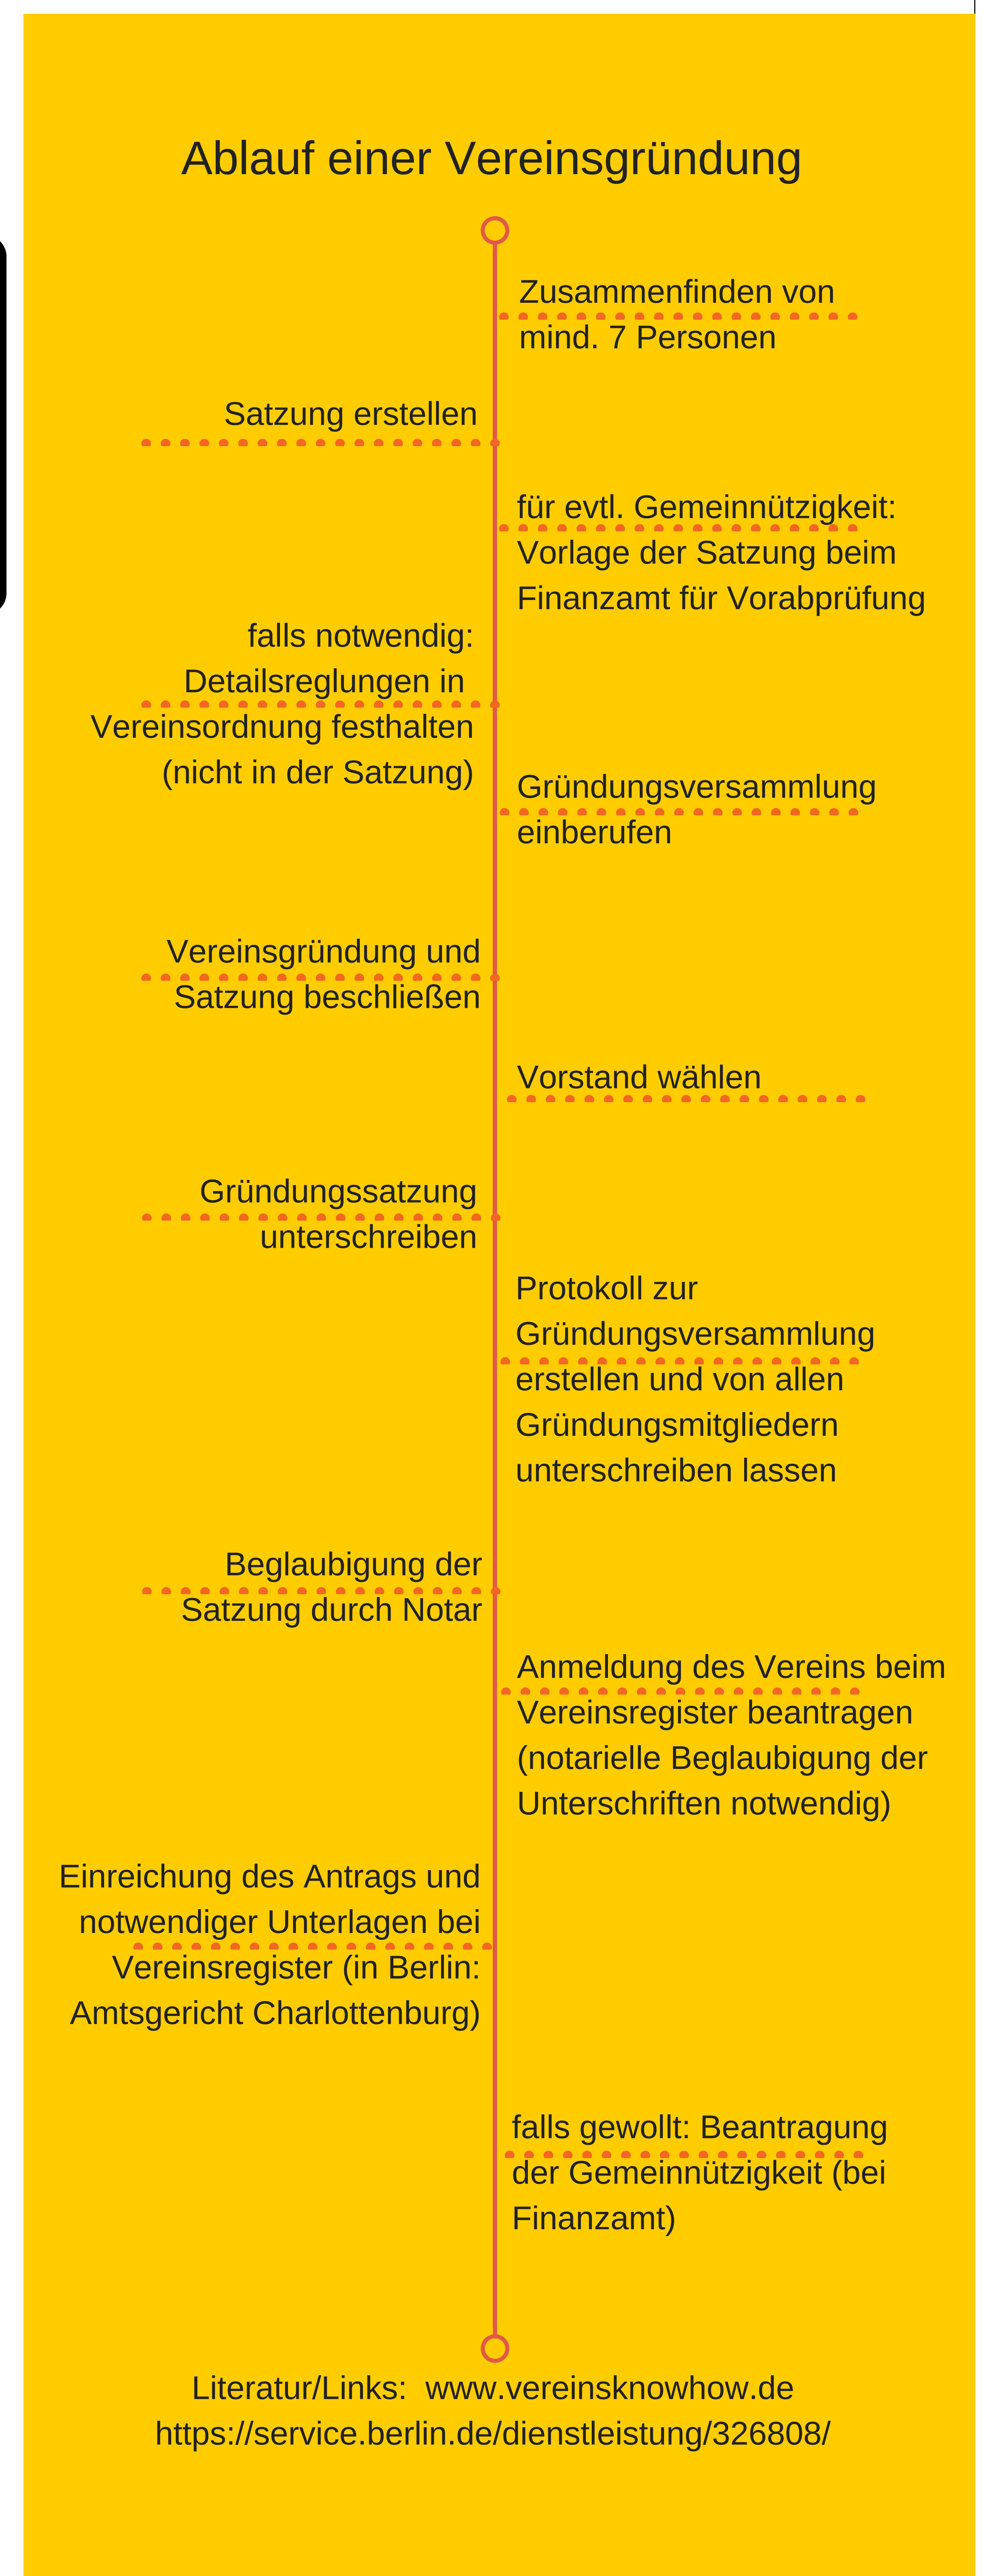 Ablauf einer Vereinsgründung
Zusammenfinden von
mind. 7 Personen
Satzung erstellen
für evtl. Gemeinnützigkeit:
Vorlage der Satzung beim
Finanzamt für Vorabprüfung
falls notwendig:
Detailsreglungen in
Vereinsordnung festhalten
(nicht in der Satzung)
Gründungsversammlung
einberufen
Vereinsgründung und
Satzung beschließen
Vorstand wählen
Gründungssatzung
unterschreiben
Protokoll zur
Gründungsversammlung
erstellen und von allen
Gründungsmitgliedern
unterschreiben lassen
Beglaubigung der
Satzung durch Notar
Anmeldung des Vereins beim
Vereinsregister beantragen
(notarielle Beglaubigung der
Unterschriften notwendig)
Einreichung des Antrags und
notwendiger Unterlagen bei
Vereinsregister (in Berlin:
Amtsgericht Charlottenburg)
falls gewollt: Beantragung
der Gemeinnützigkeit (bei
Finanzamt)
Literatur/Links:  www.vereinsknowhow.de
https://service.berlin.de/dienstleistung/326808/